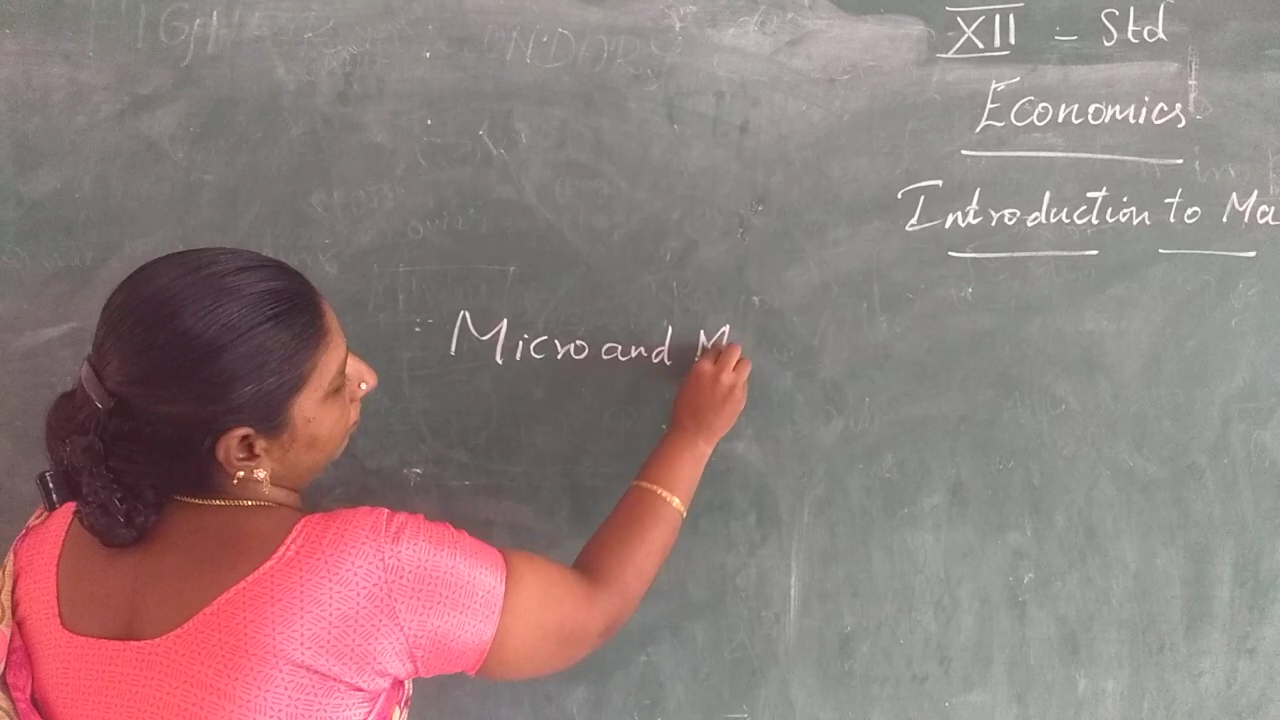 XII - Std
Economics
Introduction to Ma
Micro and M